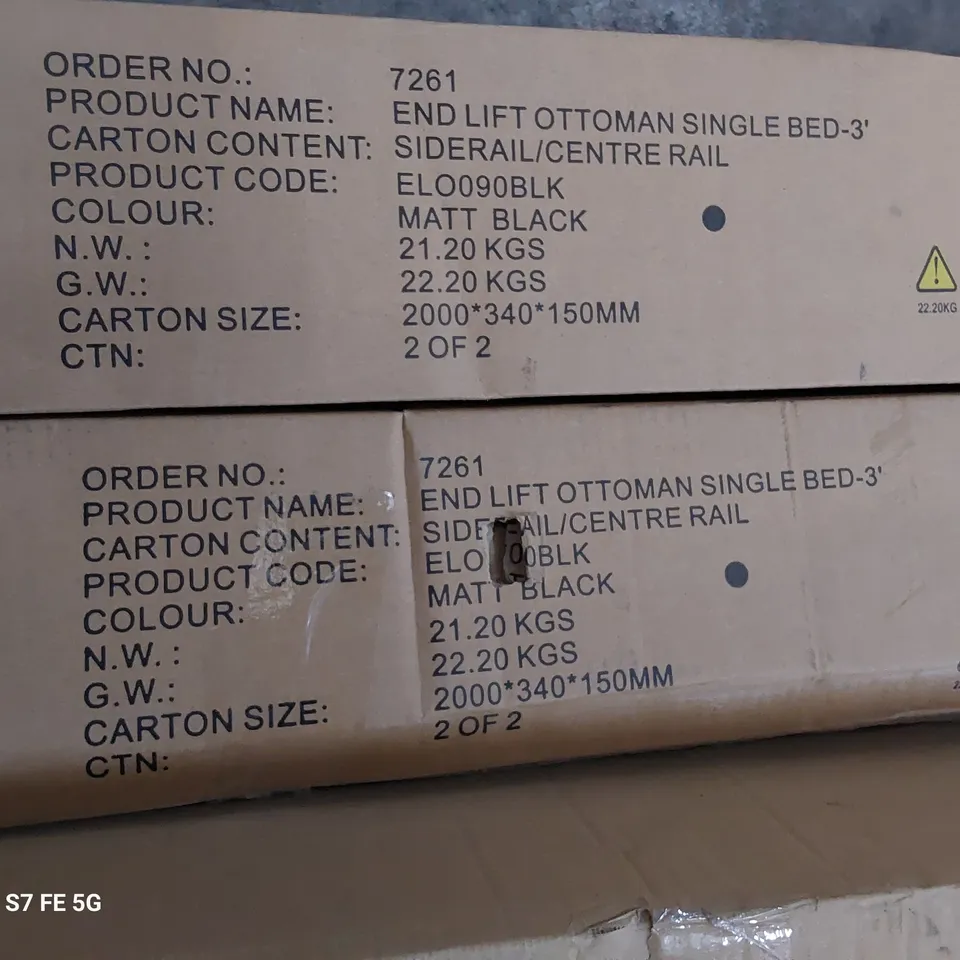 ORDER NO.: 7261
PRODUCT NAME: END LIFT OTTOMAN SINGLE BED-3'
CARTON CONTENT: SIDERAIL/CENTRE RAIL
PRODUCT CODE: ELO090BLK
COLOUR: MATT BLACK
N.W. : 21.20 KGS
G.W.: 22.20 KGS
CARTON SIZE: 2000*340*150MM
CTN: 2 OF 2
22.20KG
ORDER NO.: 7261
PRODUCT NAME: END LIFT OTTOMAN SINGLE BED-3'
CARTON CONTENT: /CENTRE RAIL
PRODUCT CODE:
COLOUR: MATT BLACK
N.W. : 21.20 KGS
G.W.: 22.20 KGS
CARTON SIZE: 2000*340*150MM
CTN: 2 OF 2
S7 FE 5G